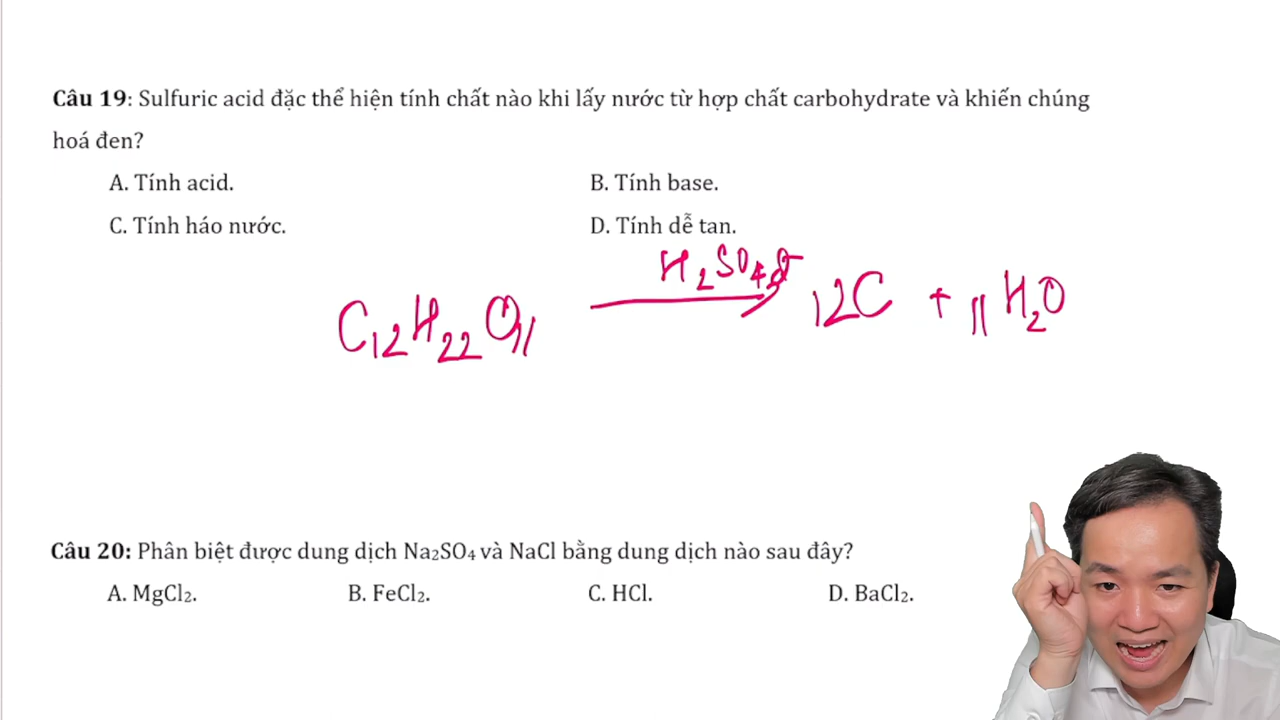 Câu 19: Sulfuric acid đặc thể hiện tính chất nào khi lấy nước từ hợp chất carbohydrate và khiến chúng
hoá đen?
A. Tính acid. B. Tính base.
C. Tính háo nước. D. Tính dễ tan.
H₂SO₄đ
C₁₂H₂₂O₁₁ → 12C + 11H₂O
Câu 20: Phân biệt được dung dịch Na₂SO₄ và NaCl bằng dung dịch nào sau đây?
A. MgCl₂. B. FeCl₂. C. HCl. D. BaCl₂.